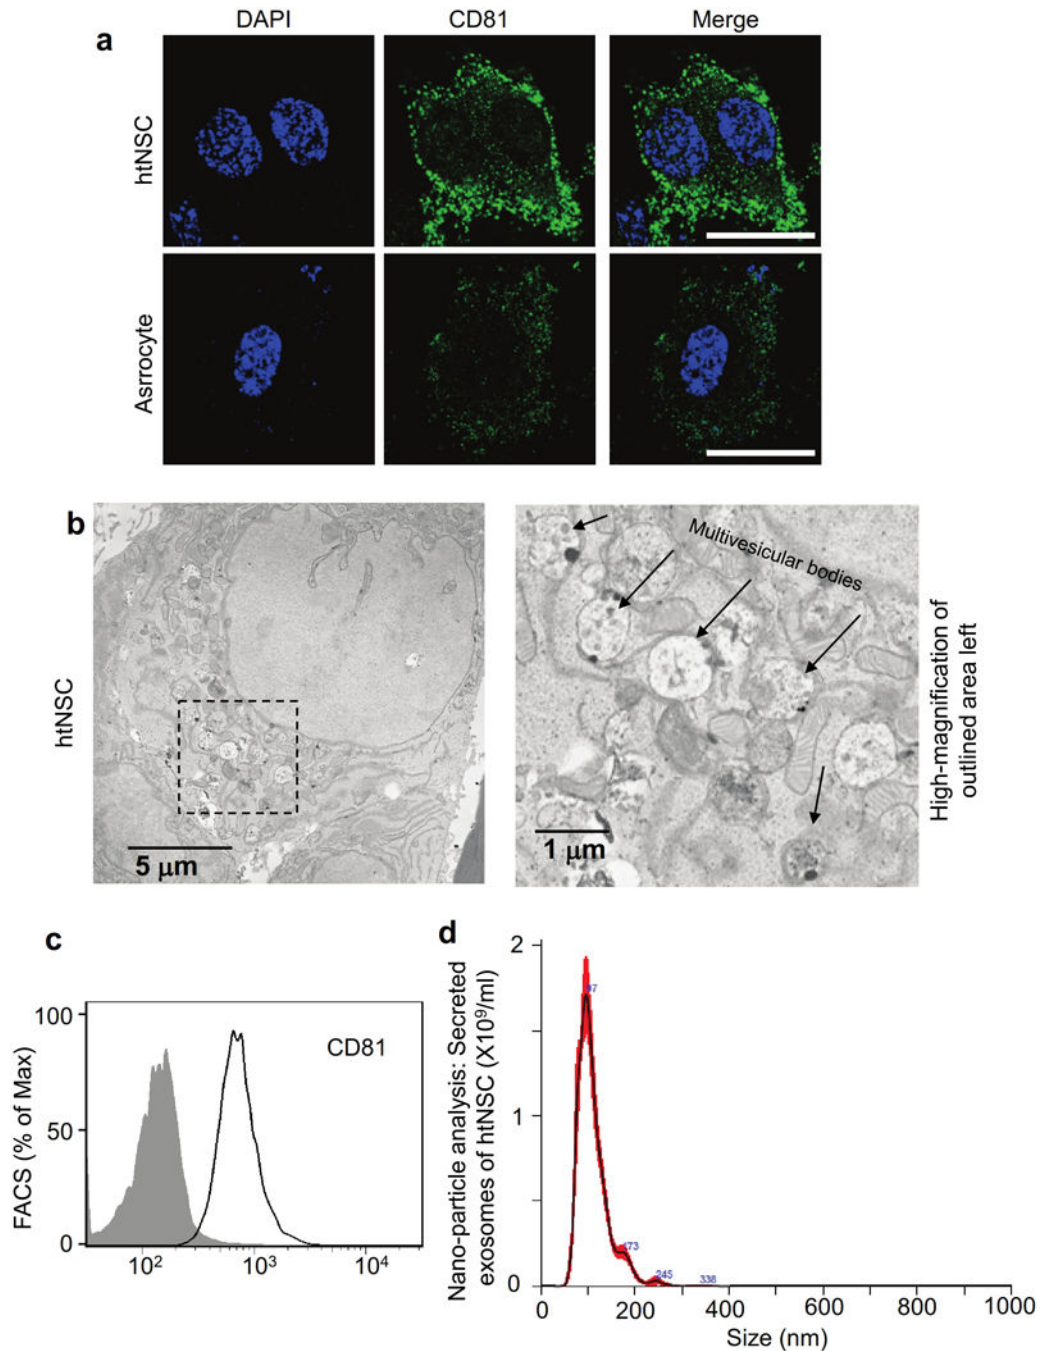 a
DAPI
CD81
Merge
htNSC
Asrrocyte
b
htNSC
5 μm
Multivesicular bodies
1 μm
High-magnification of
outlined area left
c
FACS (% of Max)
100
50
0
CD81
10²
10³
10⁴
d
Nano-particle analysis: Secreted
exosomes of htNSC (X10⁹/ml)
2
1
0
97
173
245
338
0
200
400
600
800
1000
Size (nm)